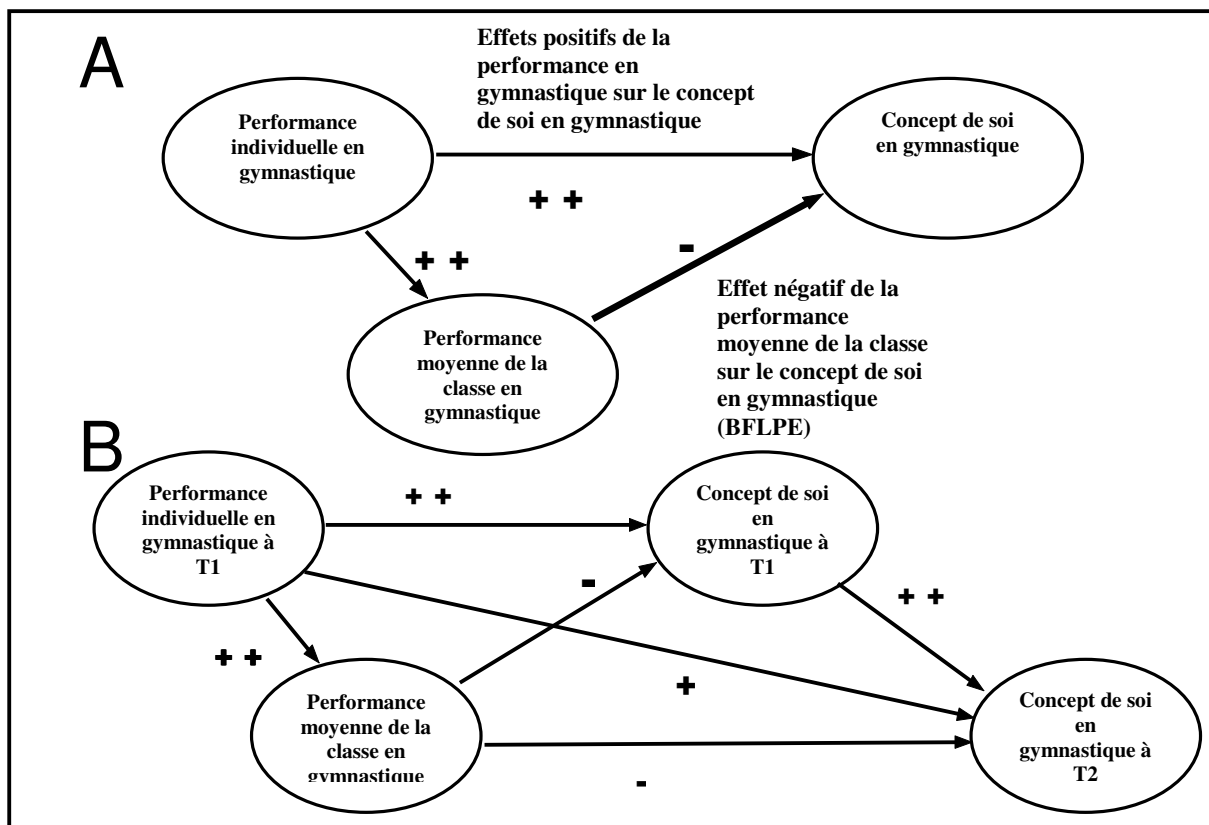 A
Effets positifs de la
performance en
gymnastique sur le concept
de soi en gymnastique
Performance
individuelle en
gymnastique
Concept de soi
en gymnastique
+ +
+ +
-
Performance
moyenne de la
classe en
gymnastique
Effet négatif de la
performance
moyenne de la classe
sur le concept de soi
en gymnastique
(BFLPE)
B
Performance
individuelle en
gymnastique à
T1
+ +
Concept de soi
en
gymnastique à
T1
-
+ +
+ +
Performance
moyenne de la
classe en
gymnastique
+
-
Concept de soi
en
gymnastique à
T2